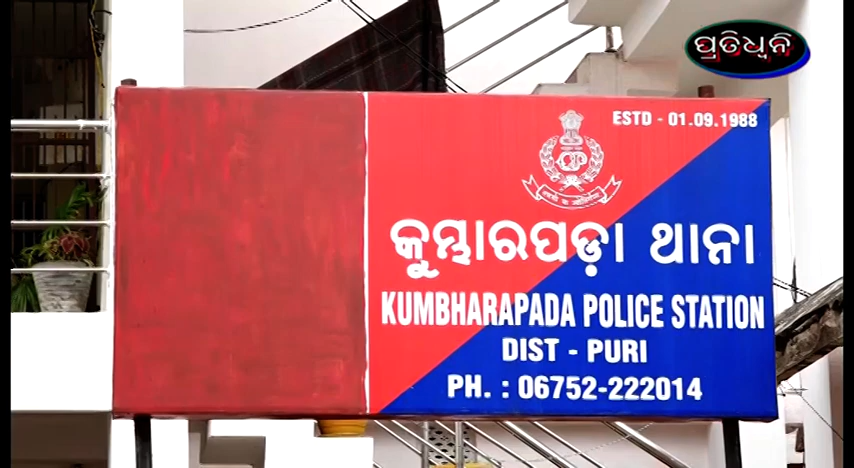 ପ୍ରତିଧ୍ୱନି
ESTD - 01.09.1988
କୁମ୍ଭାରପଡ଼ା ଥାନା
KUMBHARAPADA POLICE STATION
DIST - PURI
PH. : 06752-222014